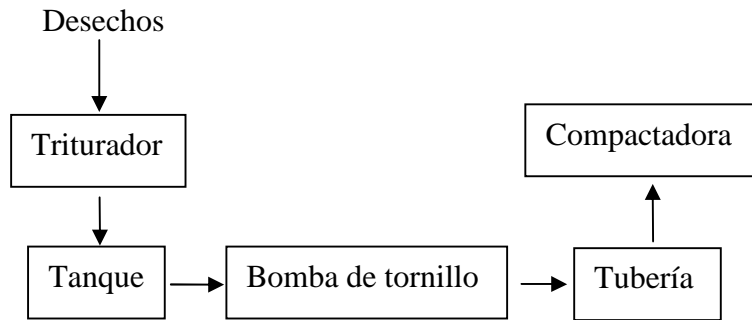 Desechos
Triturador
Tanque
Bomba de tornillo
Tubería
Compactadora